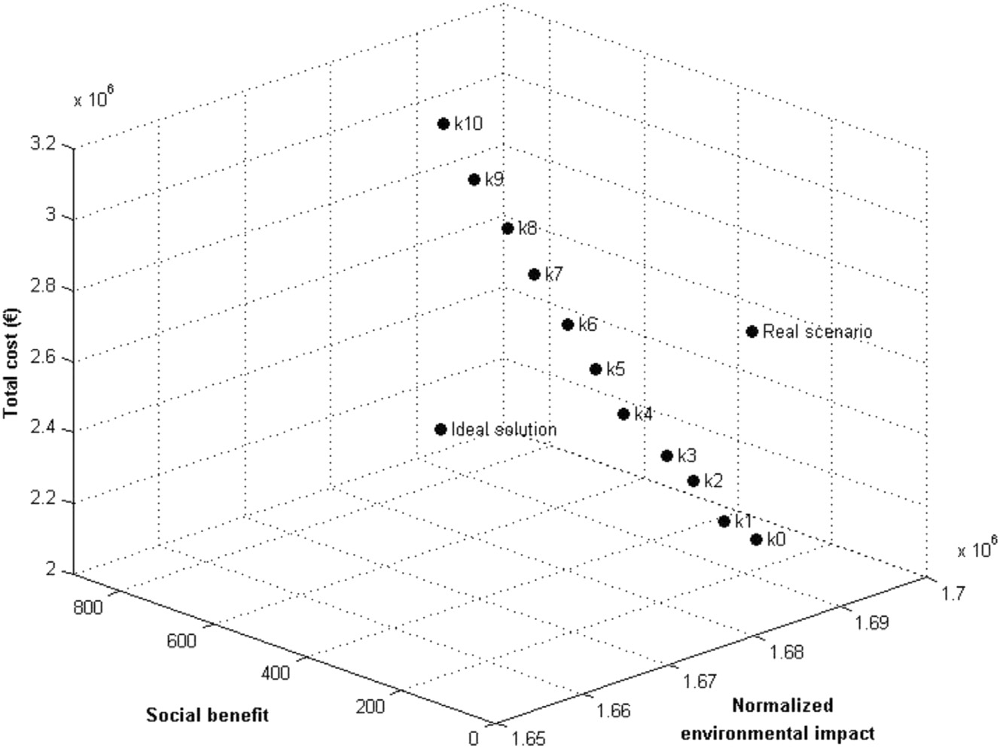 x 10^6
3.2
3
2.8
2.6
2.4
2.2
2
Total cost (€)
k10
k9
k8
k7
k6
Real scenario
k5
k4
Ideal solution
k3
k2
k1
k0
x 10^6
800
600
400
200
0
Social benefit
1.7
1.69
1.68
1.67
1.66
1.65
Normalized
environmental impact